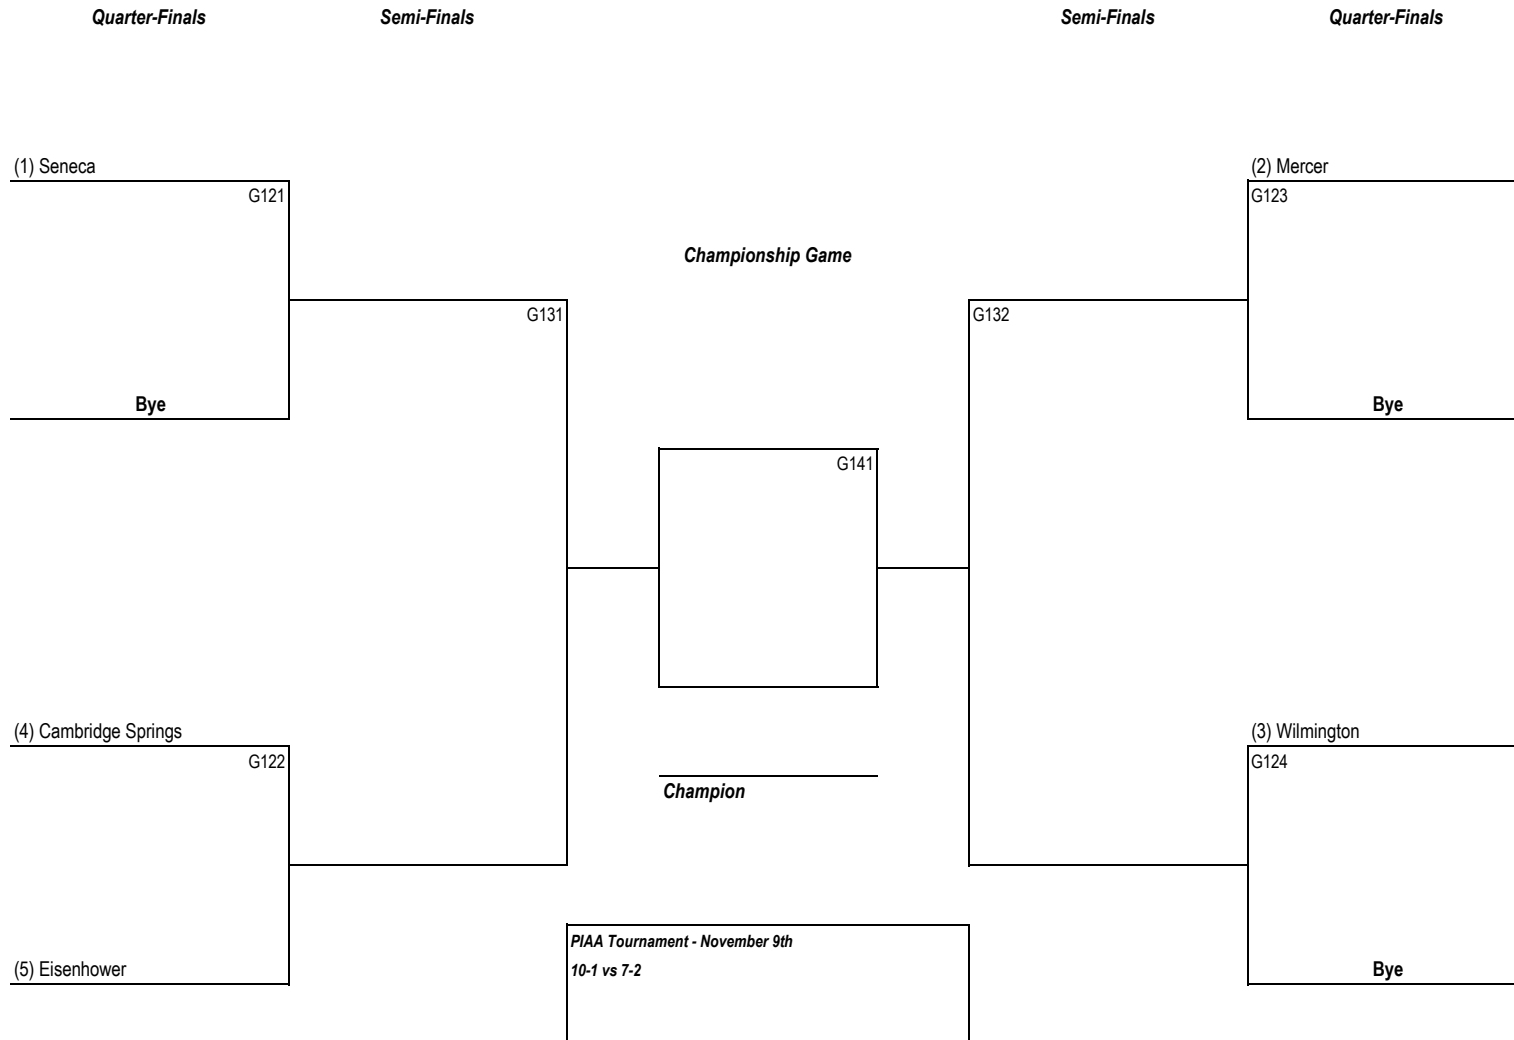 Quarter-Finals Semi-Finals Semi-Finals Quarter-Finals
(1) Seneca (2) Mercer
G121 G123
Championship Game
G131 G132
Bye Bye
G141
(4) Cambridge Springs (3) Wilmington
G122 G124
Champion
PIAA Tournament - November 9th
(5) Eisenhower 10-1 vs 7-2 Bye